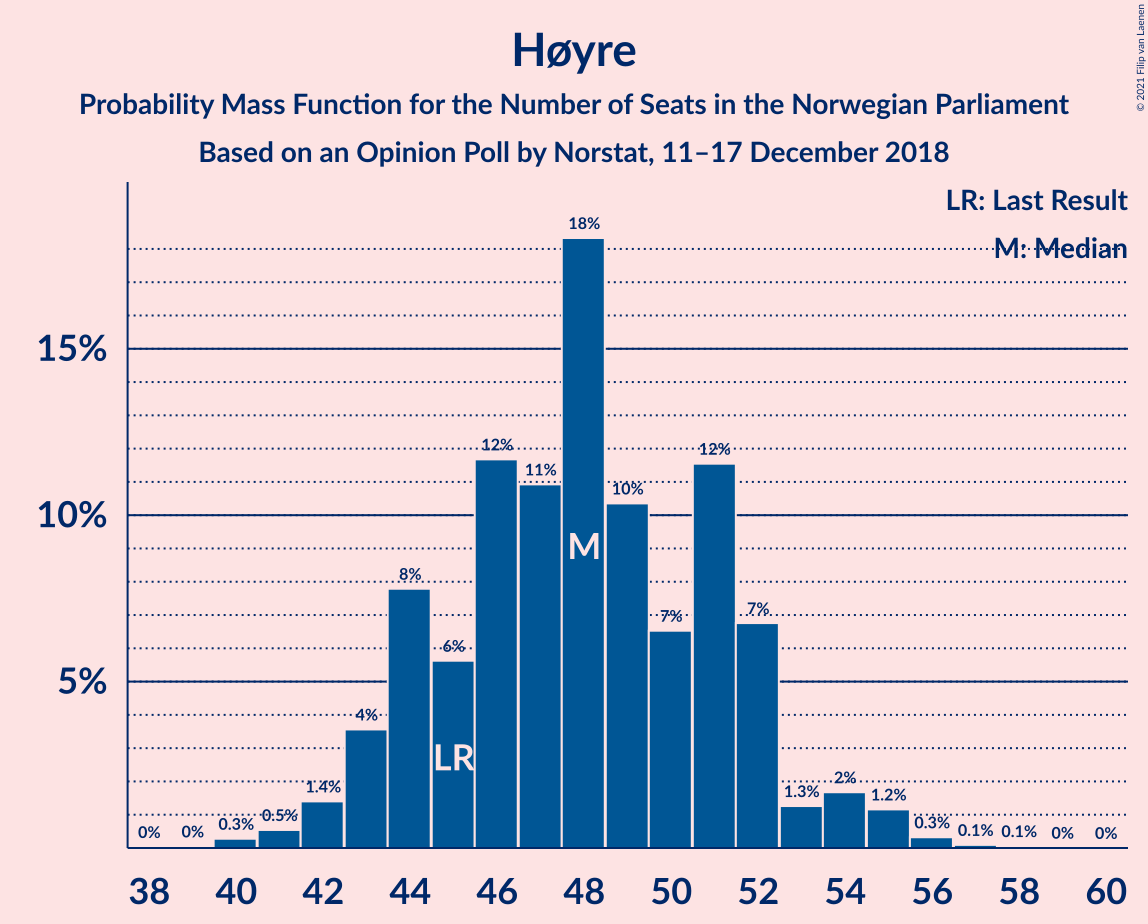 Høyre
Probability Mass Function for the Number of Seats in the Norwegian Parliament
Based on an Opinion Poll by Norstat, 11–17 December 2018
© 2021 Filip van Laenen
LR: Last Result
M: Median
15%
10%
5%
0%
0%
0.3%
0.5%
1.4%
4%
8%
6%
12%
11%
18%
10%
7%
12%
7%
1.3%
2%
1.2%
0.3%
0.1%
0.1%
0%
0%
LR
M
38 40 42 44 46 48 50 52 54 56 58 60